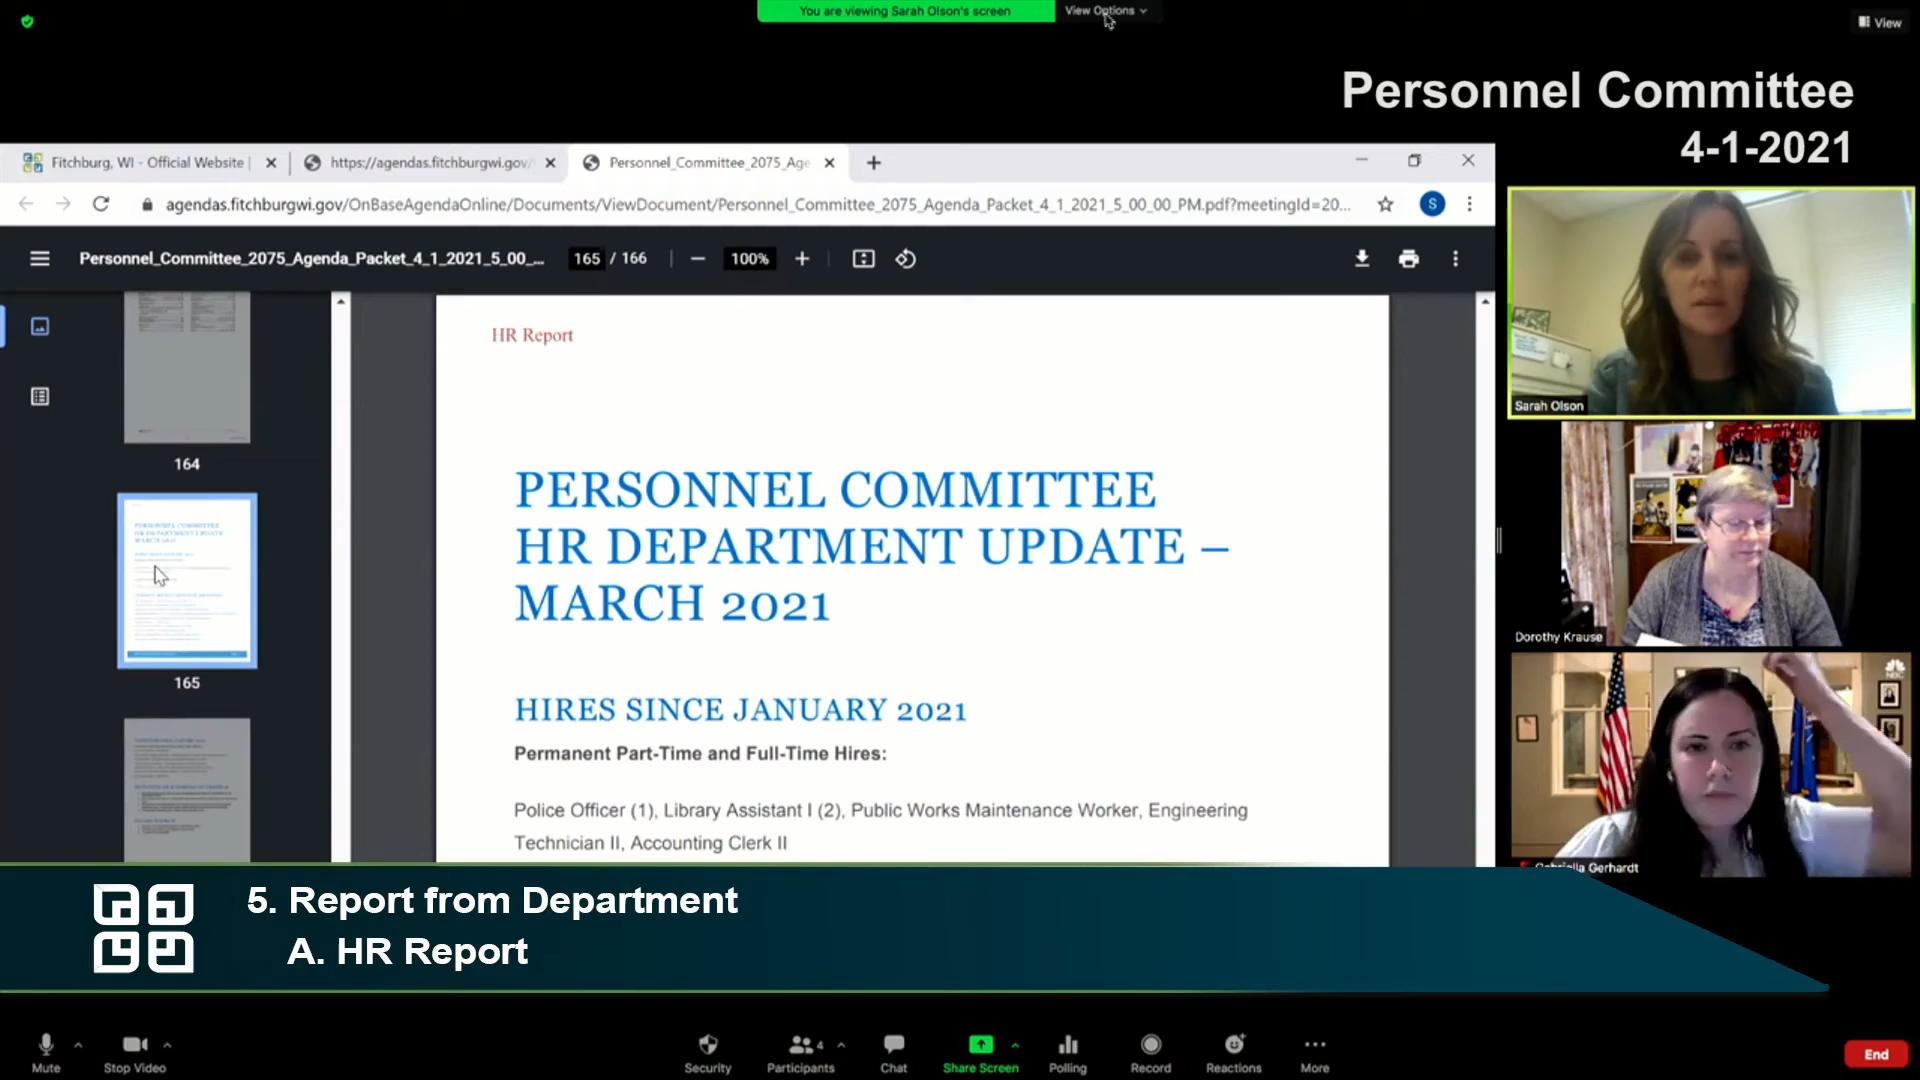 You are viewing Sarah Olson's screen
View Options
View
Personnel Committee
4-1-2021
Fitchburg, WI - Official Website |
https://agendas.fitchburgwi.gov/
Personnel_Committee_2075_Age
agendas.fitchburgwi.gov/OnBaseAgendaOnline/Documents/ViewDocument/Personnel_Committee_2075_Agenda_Packet_4_1_2021_5_00_00_PM.pdf?meetingId=20...
S
Personnel_Committee_2075_Agenda_Packet_4_1_2021_5_00_...
165 / 166
100%
HR Report
PERSONNEL COMMITTEE
HR DEPARTMENT UPDATE –
MARCH 2021
HIRES SINCE JANUARY 2021
Permanent Part-Time and Full-Time Hires:
Police Officer (1), Library Assistant I (2), Public Works Maintenance Worker, Engineering
Technician II, Accounting Clerk II
164
165
Sarah Olson
Dorothy Krause
NBC
Gabriella Gerhardt
5. Report from Department
A. HR Report
Mute
Stop Video
Security
4
Participants
Chat
Share Screen
Polling
Record
Reactions
More
End